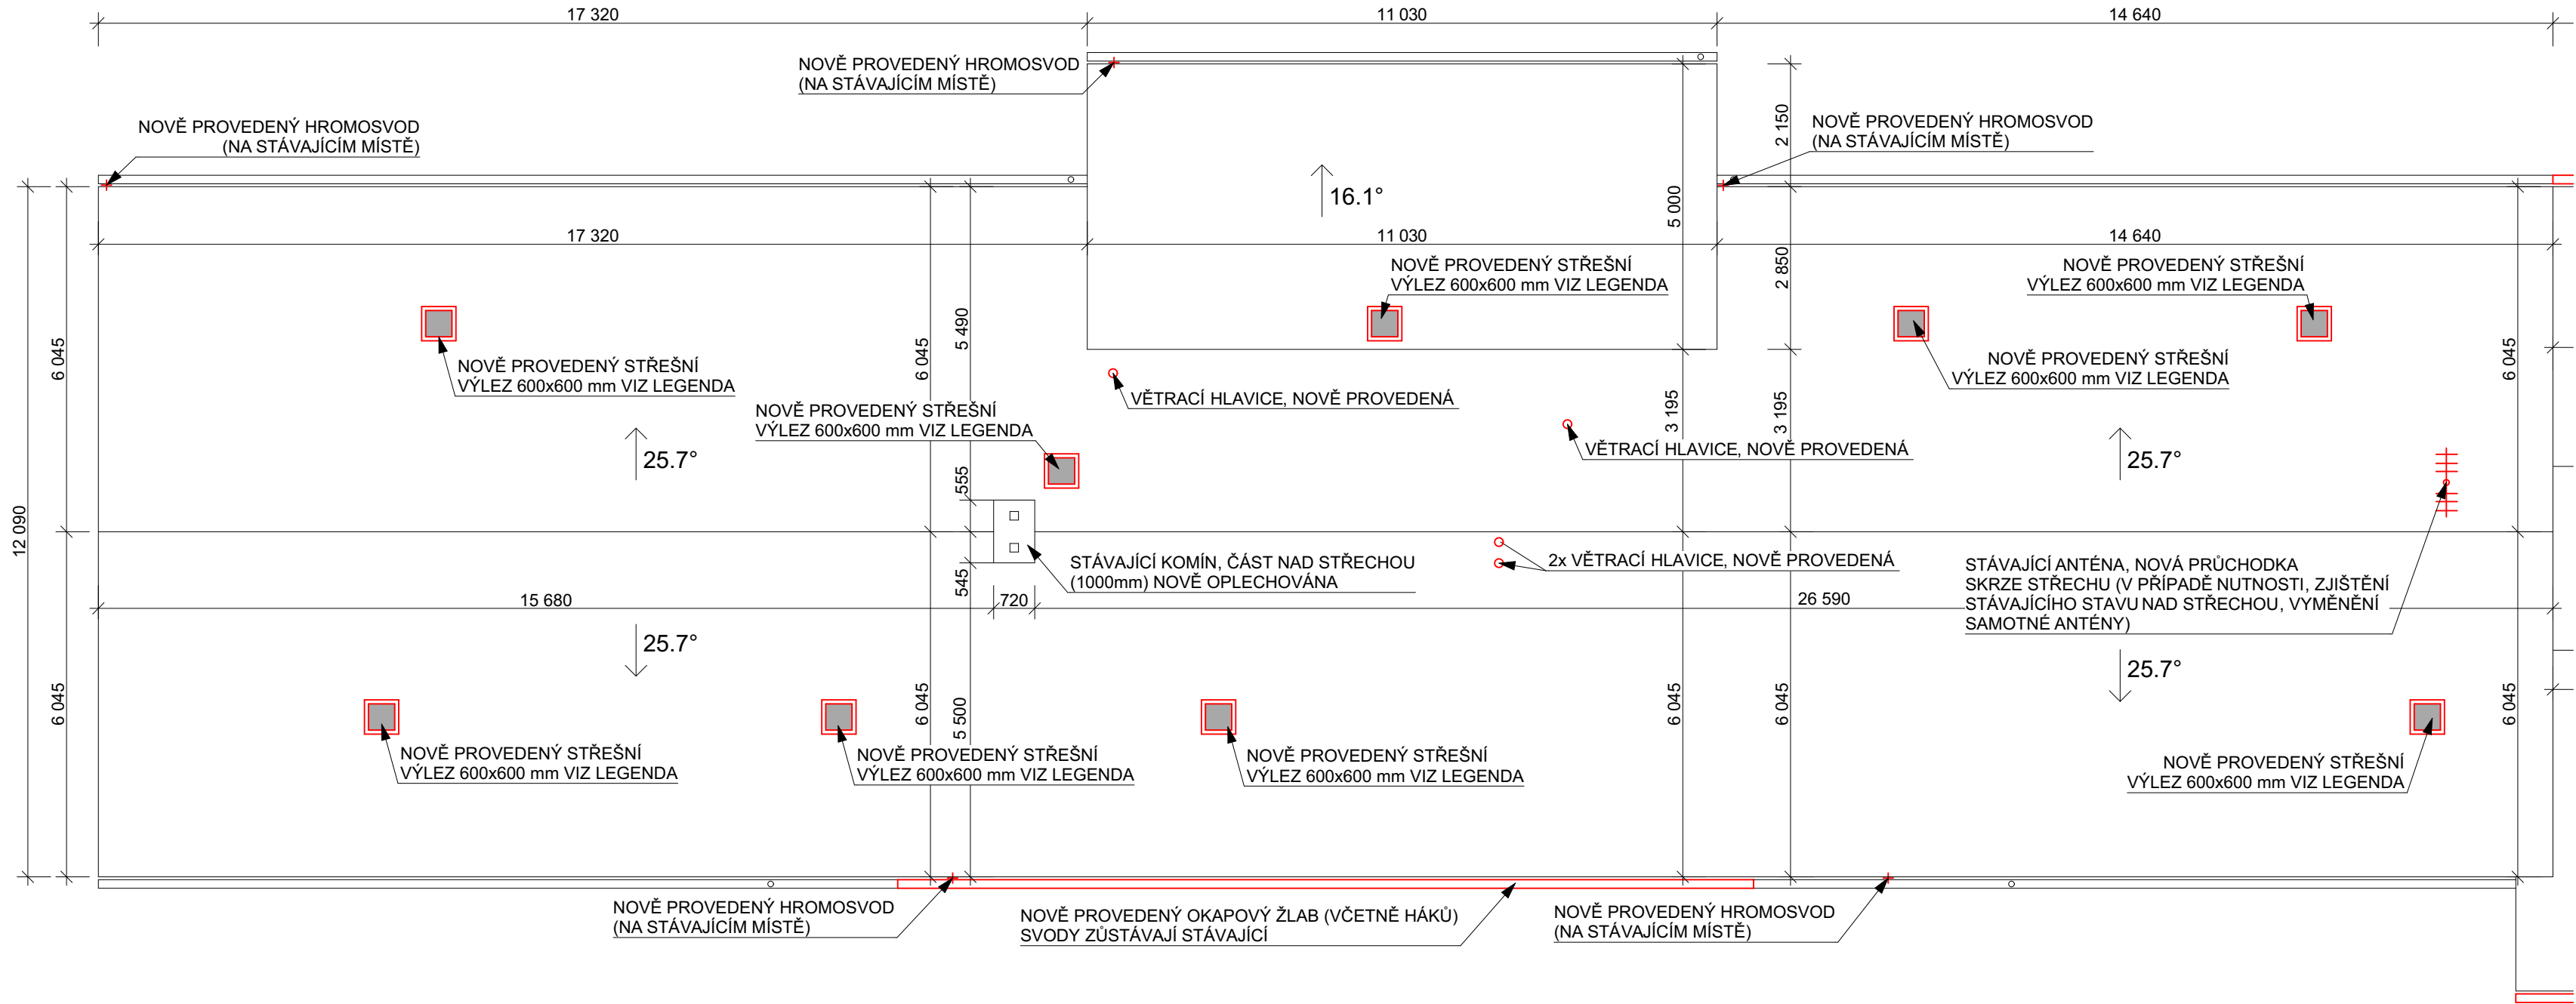 17 320
11 030
14 640
NOVĚ PROVEDENÝ HROMOSVOD
(NA STÁVAJÍCÍM MÍSTĚ)
NOVĚ PROVEDENÝ HROMOSVOD
(NA STÁVAJÍCÍM MÍSTĚ)
2 150
NOVĚ PROVEDENÝ HROMOSVOD
(NA STÁVAJÍCÍM MÍSTĚ)
16.1°
5 000
17 320
11 030
14 640
2 850
NOVĚ PROVEDENÝ STŘEŠNÍ
VÝLEZ 600x600 mm VIZ LEGENDA
NOVĚ PROVEDENÝ STŘEŠNÍ
VÝLEZ 600x600 mm VIZ LEGENDA
6 045
6 045
5 490
6 045
NOVĚ PROVEDENÝ STŘEŠNÍ
VÝLEZ 600x600 mm VIZ LEGENDA
NOVĚ PROVEDENÝ STŘEŠNÍ
VÝLEZ 600x600 mm VIZ LEGENDA
VĚTRACÍ HLAVICE, NOVĚ PROVEDENÁ
NOVĚ PROVEDENÝ STŘEŠNÍ
VÝLEZ 600x600 mm VIZ LEGENDA
3 195
3 195
VĚTRACÍ HLAVICE, NOVĚ PROVEDENÁ
25.7°
25.7°
555
12 090
2x VĚTRACÍ HLAVICE, NOVĚ PROVEDENÁ
STÁVAJÍCÍ KOMÍN, ČÁST NAD STŘECHOU
(1000mm) NOVĚ OPLECHOVÁNA
545
STÁVAJÍCÍ ANTÉNA, NOVÁ PRŮCHODKA
SKRZE STŘECHU (V PŘÍPADĚ NUTNOSTI, ZJIŠTĚNÍ
STÁVAJÍCÍHO STAVU NAD STŘECHOU, VYMĚNĚNÍ
SAMOTNÉ ANTÉNY)
15 680
720
26 590
25.7°
25.7°
6 045
6 045
5 500
6 045
6 045
6 045
NOVĚ PROVEDENÝ STŘEŠNÍ
VÝLEZ 600x600 mm VIZ LEGENDA
NOVĚ PROVEDENÝ STŘEŠNÍ
VÝLEZ 600x600 mm VIZ LEGENDA
NOVĚ PROVEDENÝ STŘEŠNÍ
VÝLEZ 600x600 mm VIZ LEGENDA
NOVĚ PROVEDENÝ STŘEŠNÍ
VÝLEZ 600x600 mm VIZ LEGENDA
NOVĚ PROVEDENÝ HROMOSVOD
(NA STÁVAJÍCÍM MÍSTĚ)
NOVĚ PROVEDENÝ OKAPOVÝ ŽLAB (VČETNĚ HÁKŮ)
SVODY ZŮSTÁVAJÍ STÁVAJÍCÍ
NOVĚ PROVEDENÝ HROMOSVOD
(NA STÁVAJÍCÍM MÍSTĚ)